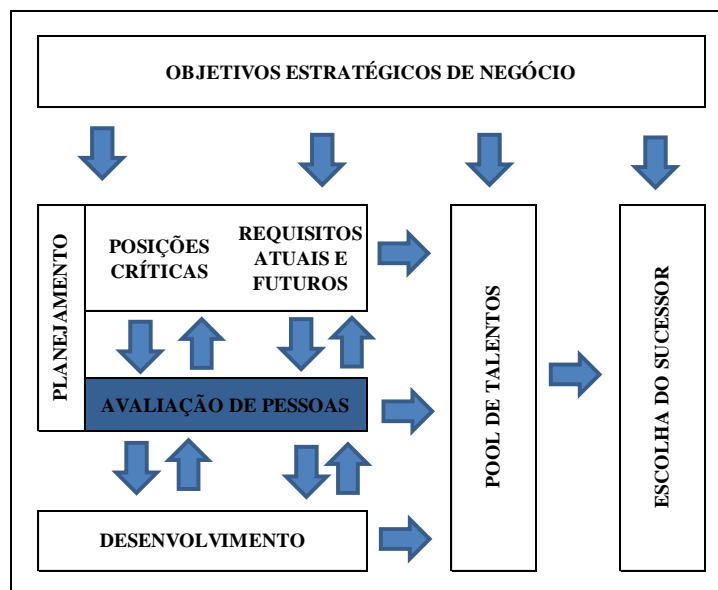 OBJETIVOS ESTRATÉGICOS DE NEGÓCIO
PLANEJAMENTO
POSIÇÕES
CRÍTICAS
REQUISITOS
ATUAIS E
FUTUROS
AVALIAÇÃO DE PESSOAS
DESENVOLVIMENTO
POOL DE TALENTOS
ESCOLHA DO SUCESSOR